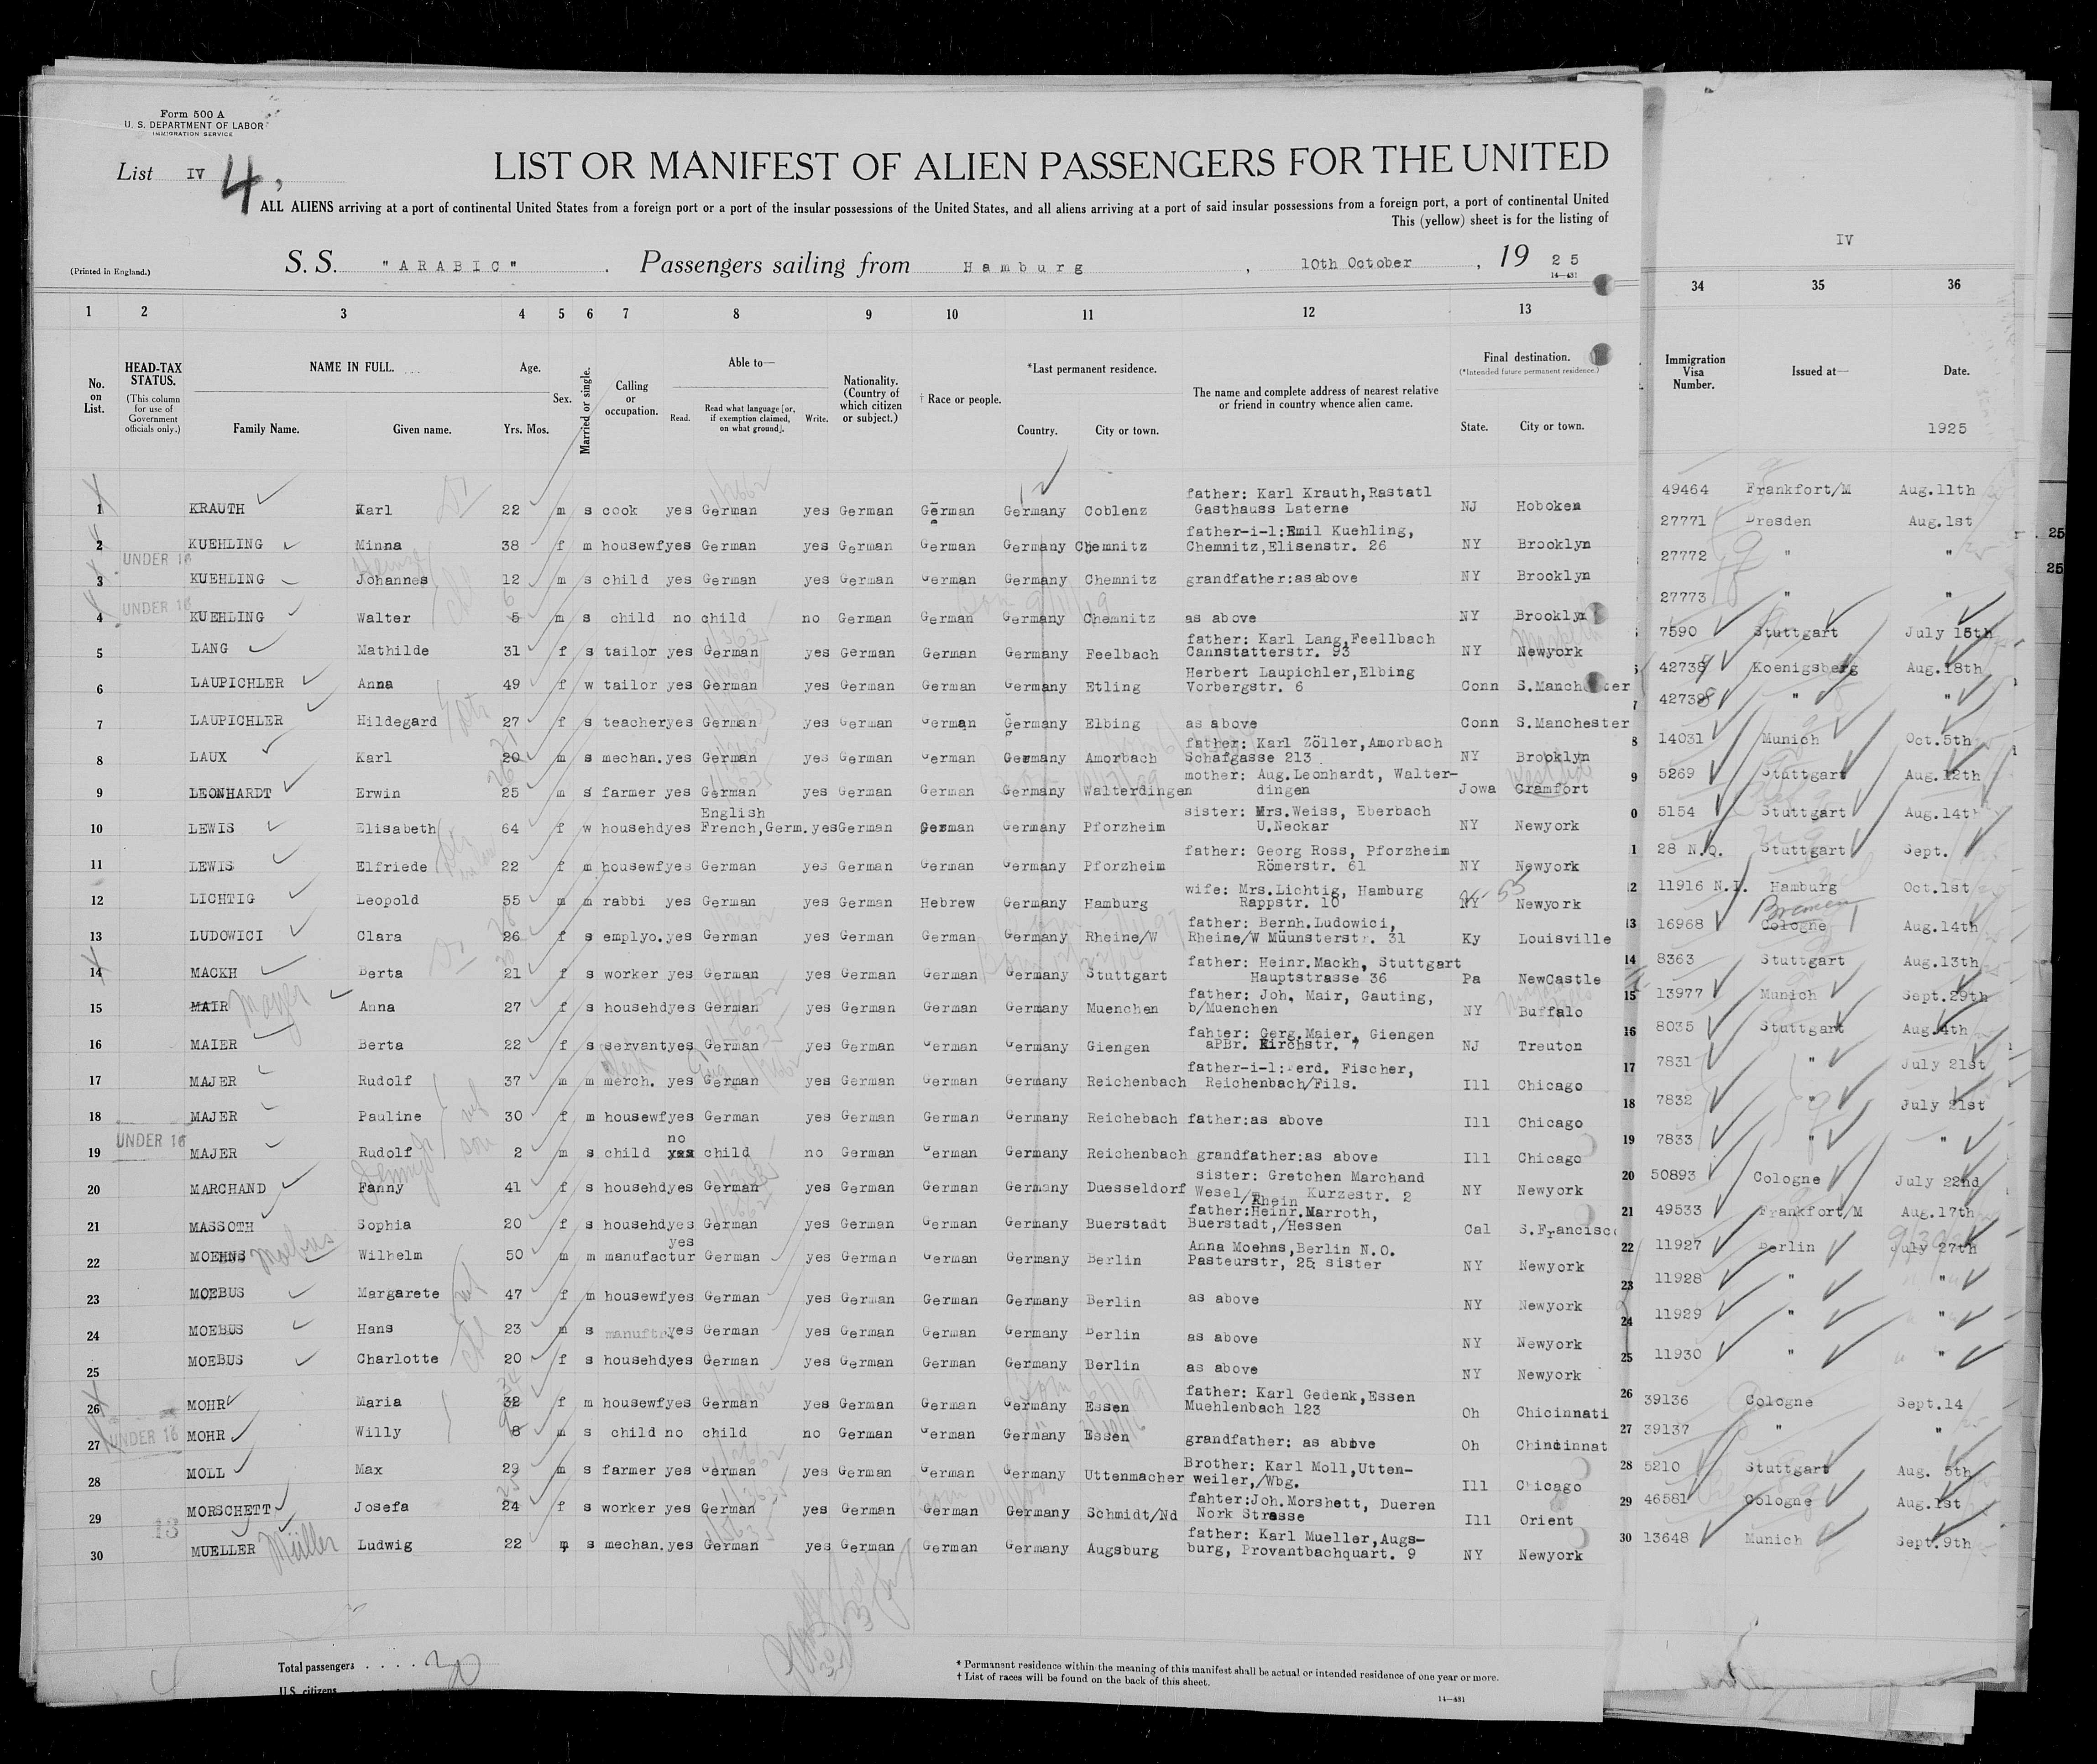 Form 500 A
U. S. DEPARTMENT OF LABOR
IMMIGRATION SERVICE
List IV 4,
LIST OR MANIFEST OF ALIEN PASSENGERS FOR THE UNITED
ALL ALIENS arriving at a port of continental United States from a foreign port or a port of the insular possessions of the United States, and all aliens arriving at a port of said insular possessions from a foreign port, a port of continental United
This (yellow) sheet is for the listing of
IV
(Printed in England.)
S. S. "ARABIC". Passengers sailing from Hamburg, 10th October, 19 25
14—431
1 2 3 4 5 6 7 8 9 10 11 12 13 34 35 36
No. on List.
HEAD-TAX STATUS.
(This column for use of Government officials only.)
NAME IN FULL.
Family Name. Given name.
Age.
Yrs. Mos.
Sex.
Married or single.
Calling or occupation.
Able to—
Read. Read what language [or, if exemption claimed, on what ground]. Write.
Nationality. (Country of which citizen or subject.)
† Race or people.
*Last permanent residence.
Country. City or town.
The name and complete address of nearest relative or friend in country whence alien came.
Final destination.
(*Intended future permanent residence.)
State. City or town.
Immigration Visa Number.
Issued at—
Date.
1925
1 KRAUTH Karl 22 m s cook yes German yes German German Germany Coblenz father: Karl Krauth, Rastatl Gasthauss Laterne NJ Hoboken 49464 Frankfort/M Aug.11th
2 KUEHLING Minna 38 f m housewf yes German yes German German Germany Chemnitz father-i-l:Emil Kuehling, Chemnitz, Elisenstr. 26 NY Brooklyn 27771 Dresden Aug.1st
UNDER 16
3 KUEHLING Johannes 12 m s child yes German yes German German Germany Chemnitz grandfather:as above NY Brooklyn 27772 " "
UNDER 16
4 KUEHLING Walter 5 m s child no child no German German Germany Chemnitz as above NY Brooklyn 27773 " "
5 LANG Mathilde 31 f s tailor yes German yes German German Germany Feelbach father: Karl Lang, Feellbach Cannstatterstr. 93 NY Newyork 7590 Stuttgart July 15th
6 LAUPICHLER Anna 49 f w tailor yes German yes German German Germany Etling Herbert Laupichler, Elbing Vorbergstr. 6 Conn S.Manchester 42738 Koenigsberg Aug.18th
7 LAUPICHLER Hildegard 27 f s teacher yes German yes German German Germany Elbing as above Conn S.Manchester 42739 " "
8 LAUX Karl 20 m s mechan. yes German yes German German Germany Amorbach father: Karl Zöller, Amorbach Schafgasse 213 NY Brooklyn 14031 Munich Oct.5th
9 LEONHARDT Erwin 25 m s farmer yes German yes German German Germany Walterdingen mother: Aug.Leonhardt, Walter-dingen Jowa Gramfort 5269 Stuttgart Aug.12th
10 LEWIS Elisabeth 64 f w househd yes English French, Germ. yes German German Germany Pforzheim sister: Mrs.Weiss, Eberbach U.Neckar NY Newyork 5154 Stuttgart Aug.14th
11 LEWIS Elfriede 22 f m housewf yes German yes German German Germany Pforzheim father: Georg Ross, Pforzheim Römerstr. 61 NY Newyork 28 N.Q. Stuttgart Sept.
12 LICHTIG Leopold 55 m m rabbi yes German yes German Hebrew Germany Hamburg wife: Mrs.Lichtig, Hamburg Rappstr. 10 NY Newyork 11916 Hamburg Oct.1st
13 LUDOWICI Clara 26 f s emplyo. yes German yes German German Germany Rheine/W father: Bernh.Ludowici, Rheine/W Müunsterstr. 31 Ky Louisville 16968 Cologne Bremen Aug.14th
14 MACKH Berta 21 f s worker yes German yes German German Germany Stuttgart father: Heinr.Mackh, Stuttgart Hauptstrasse 36 Pa NewCastle 8363 Stuttgart Aug.13th
15 MAIR Mayer Anna 27 f s househd yes German yes German German Germany Muenchen father: Joh. Mair, Gauting, b/Muenchen NY Buffalo 13977 Munich Sept.29th
16 MAIER Berta 22 f s servant yes German yes German German Germany Giengen fahter: Gerg.Maier, Giengen aPBr. Kirchstr. 7 NJ Treuton 8035 Stuttgart Aug.4th
17 MAJER Rudolf 37 m m merch. yes German yes German German Germany Reichenbach father-i-l:Ferd. Fischer, Reichenbach/Fils. Ill Chicago 7831 " July 21st
18 MAJER Pauline 30 f m housewf yes German yes German German Germany Reichebach father:as above Ill Chicago 7832 " July 21st
UNDER 16
19 MAJER Rudolf 2 m s child no child no German German Germany Reichenbach grandfather:as above Ill Chicago 7833 " "
20 MARCHAND Fanny 41 f s househd yes German yes German German Germany Duesseldorf sister: Gretchen Marchand Wesel/Rhein Kurzestr. 2 NY Newyork 50893 Cologne July 22nd
21 MASSOTH Sophia 20 f s househd yes German yes German German Germany Buerstadt father:Heinr.Marroth, Buerstadt,/Hessen Cal S.Francisco 49533 Frankfort/M Aug.17th
22 MOEHNS Moebus Wilhelm 50 m m manufactur yes German yes German German Germany Berlin Anna Moehns, Berlin N.O. Pasteurstr, 25 sister NY Newyork 11927 Berlin July 27th
23 MOEBUS Margarete 47 f m housewf yes German yes German German Germany Berlin as above NY Newyork 11928 " "
24 MOEBUS Hans 23 m s yes German yes German German Germany Berlin as above NY Newyork 11929 " "
25 MOEBUS Charlotte 20 f s househd yes German yes German German Germany Berlin as above NY Newyork 11930 " "
26 MOHR Maria 32 f m housewf yes German yes German German Germany Essen father: Karl Gedenk, Essen Muehlenbach 123 Oh Chicinnati 39136 Cologne Sept.14
UNDER 16
27 MOHR Willy 8 m s child no child no German German Germany Essen grandfather: as above Oh Chincinnat 39137 " "
28 MOLL Max 29 m s farmer yes German yes German German Germany Uttenmacher Brother: Karl Moll, Utten-weiler,/Wbg. Ill Chicago 5210 Stuttgart Aug. 5th
29 MORSCHETT Josefa 24 f s worker yes German yes German German Germany Schmidt/Nd fahter:Joh.Morshett, Dueren Nork Strasse Ill Orient 46581 Cologne Aug.1st
13
30 MUELLER Müller Ludwig 22 m s mechan. yes German yes German German Germany Augsburg father: Karl Mueller, Augs-burg, Provantbachquart. 9 NY Newyork 13648 Munich Sept.9th
Total passengers . . . . 30
U.S. citizens
* Permanent residence within the meaning of this manifest shall be actual or intended residence of one year or more.
† List of races will be found on the back of this sheet.
14—431